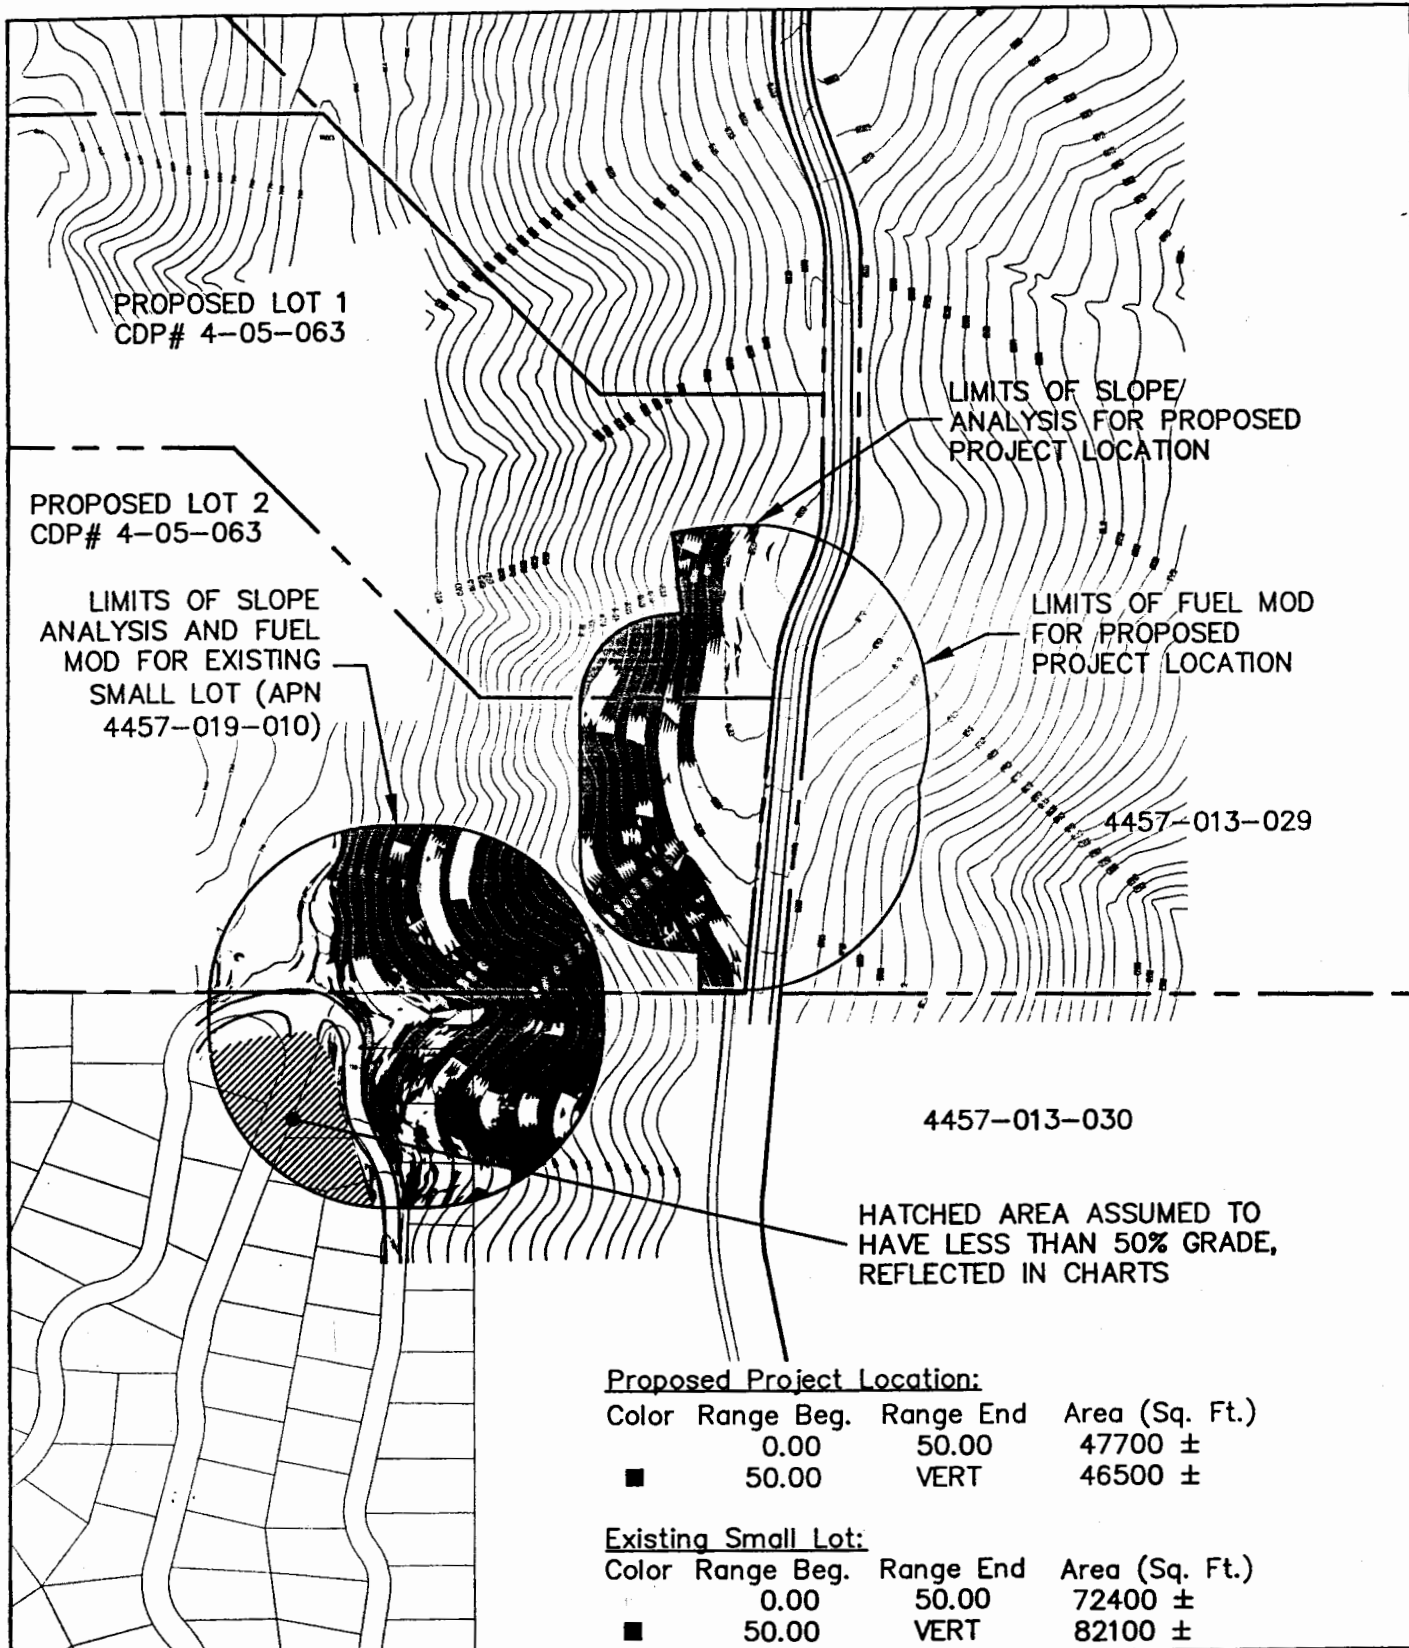 PROPOSED LOT 1
CDP# 4-05-063
LIMITS OF SLOPE
ANALYSIS FOR PROPOSED
PROJECT LOCATION
PROPOSED LOT 2
CDP# 4-05-063
LIMITS OF SLOPE
ANALYSIS AND FUEL
MOD FOR EXISTING
SMALL LOT (APN
4457-019-010)
LIMITS OF FUEL MOD
FOR PROPOSED
PROJECT LOCATION
4457-013-029
4457-013-030
HATCHED AREA ASSUMED TO
HAVE LESS THAN 50% GRADE,
REFLECTED IN CHARTS
Proposed Project Location:
Color Range Beg. Range End Area (Sq. Ft.)
0.00 50.00 47700 ±
■ 50.00 VERT 46500 ±
Existing Small Lot:
Color Range Beg. Range End Area (Sq. Ft.)
0.00 50.00 72400 ±
■ 50.00 VERT 82100 ±